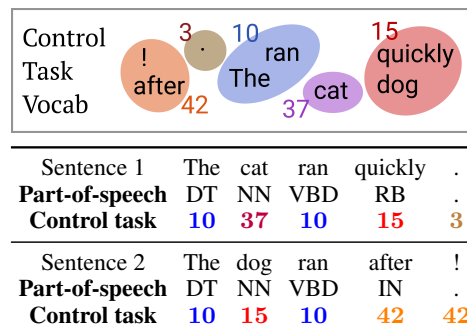 Control
Task
Vocab
3 . 10 ran 15
! quickly
after The dog
42 37 cat
Sentence 1 The cat ran quickly .
Part-of-speech DT NN VBD RB .
Control task 10 37 10 15 3
Sentence 2 The dog ran after !
Part-of-speech DT NN VBD IN .
Control task 10 15 10 42 42